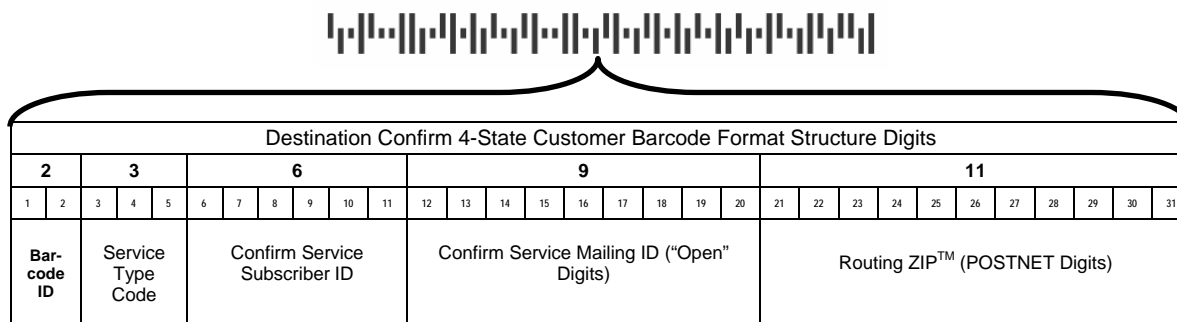 Destination Confirm 4-State Customer Barcode Format Structure Digits
2 3 6 9 11
1 2 3 4 5 6 7 8 9 10 11 12 13 14 15 16 17 18 19 20 21 22 23 24 25 26 27 28 29 30 31
Bar-
code
ID
Service
Type
Code
Confirm Service
Subscriber ID
Confirm Service Mailing ID (“Open”
Digits)
Routing ZIP™ (POSTNET Digits)